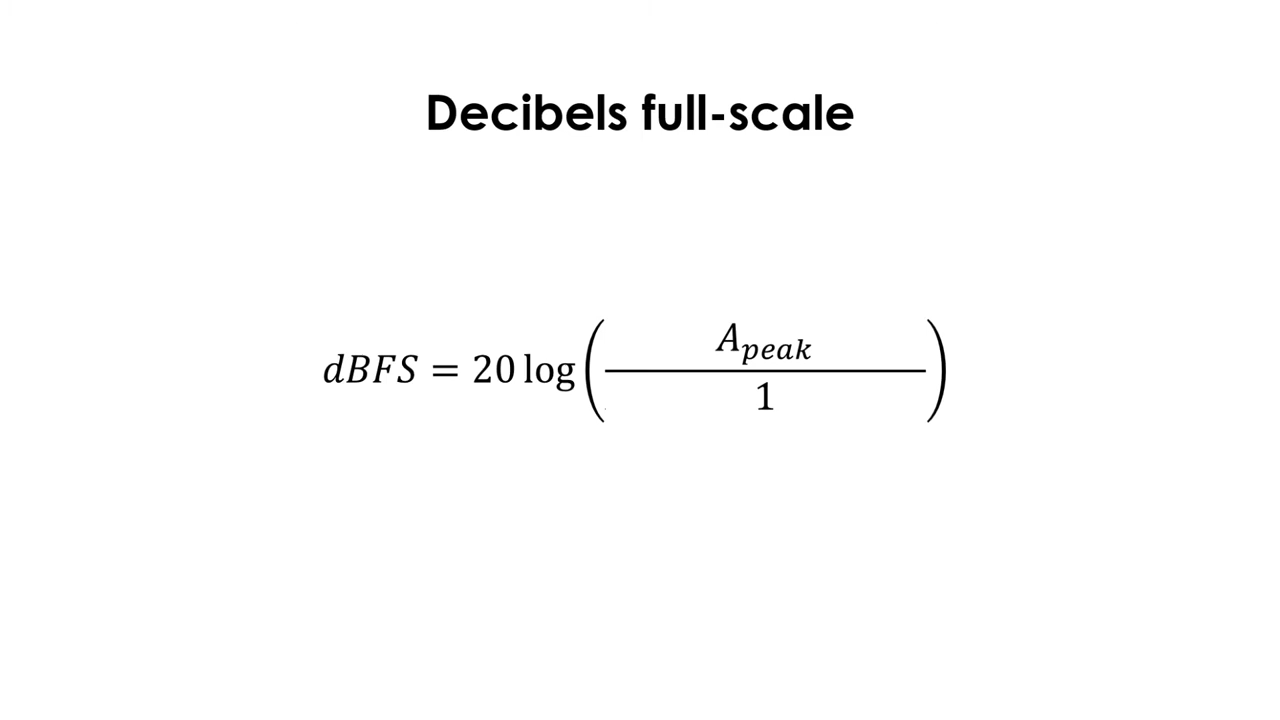 Decibels full-scale
dBFS = 20 log(A_peak / 1)